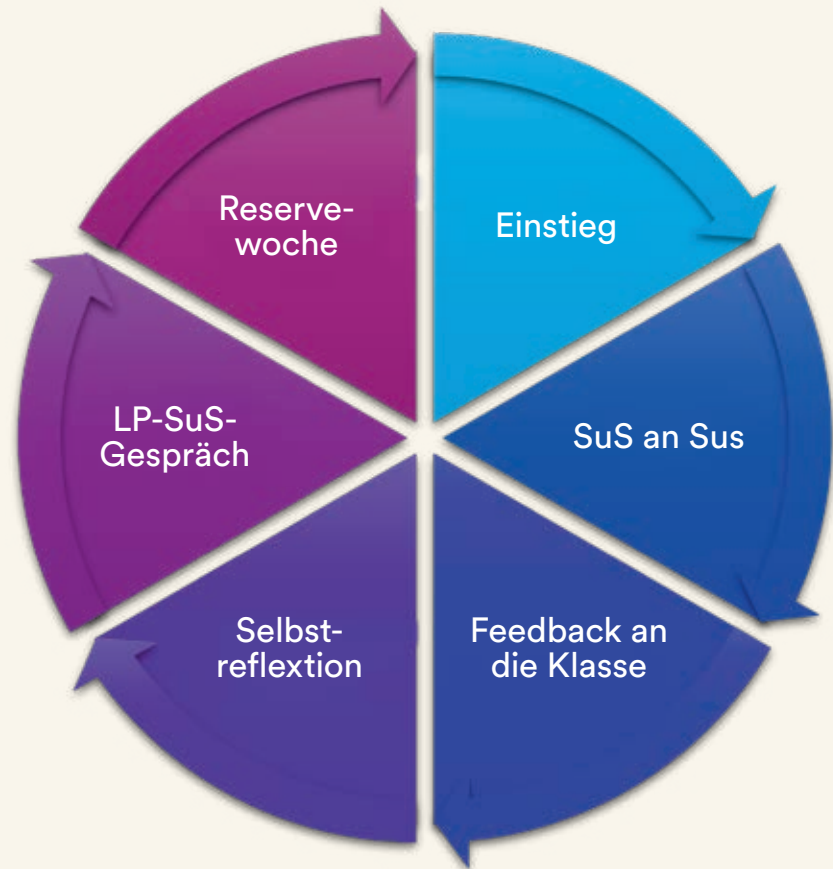 Einstieg
SuS an Sus
Feedback an
die Klasse
Selbst-
reflextion
LP-SuS-
Gespräch
Reserve-
woche